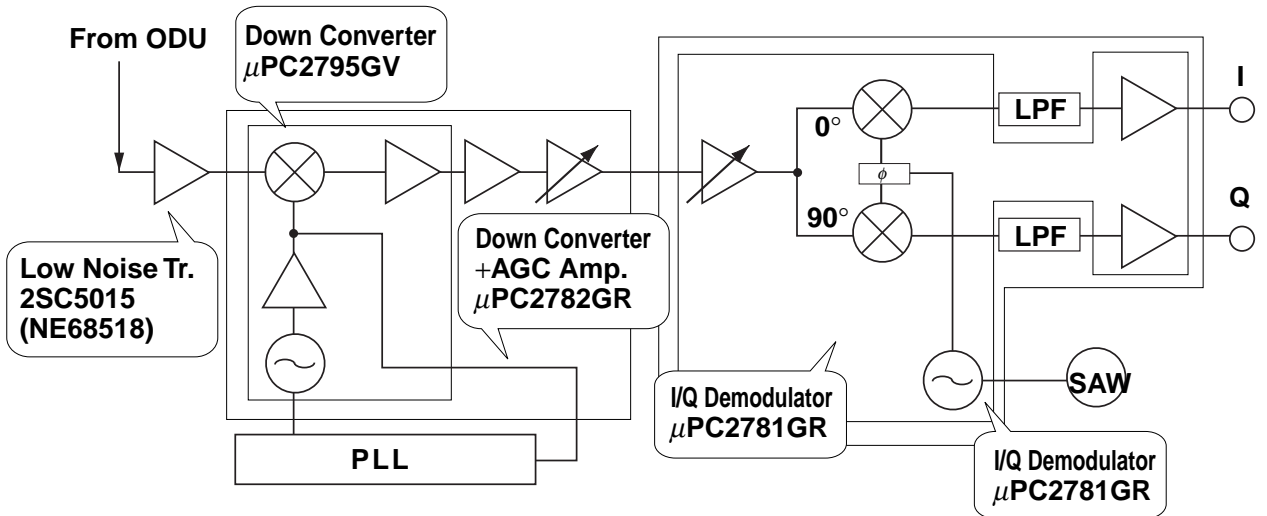 From ODU
Down Converter
μPC2795GV
Low Noise Tr.
2SC5015
(NE68518)
Down Converter
+AGC Amp.
μPC2782GR
PLL
0°
90°
ϕ
LPF
LPF
I
Q
SAW
I/Q Demodulator
μPC2781GR
I/Q Demodulator
μPC2781GR